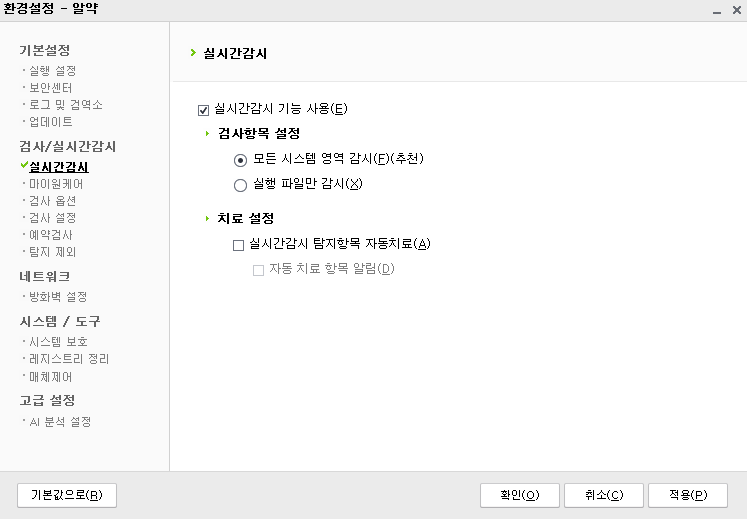 환경설정 - 알약
기본설정
실행 설정
보안센터
로그 및 검역소
업데이트
검사/실시간감시
실시간감시
마이원케어
검사 옵션
검사 설정
예약검사
탐지 제외
네트워크
방화벽 설정
시스템 / 도구
시스템 보호
레지스트리 정리
매체제어
고급 설정
AI 분석 설정
실시간감시
실시간감시 기능 사용(E)
검사항목 설정
모든 시스템 영역 감시(F)(추천)
실행 파일만 감시(X)
치료 설정
실시간감시 탐지항목 자동치료(A)
자동 치료 항목 알림(D)
기본값으로(R)
확인(O)
취소(C)
적용(P)